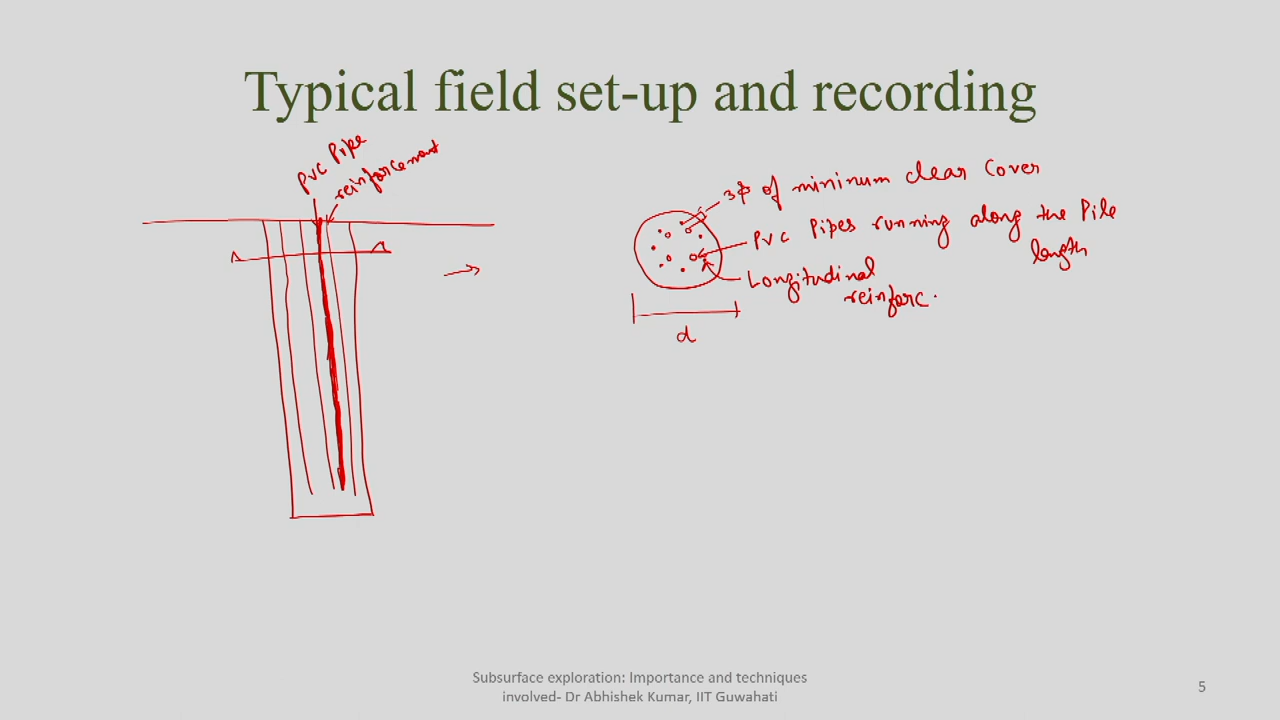 Typical field set-up and recording
PVC Pipe
reinforcement
3ϕ of mininum clear cover
PVC Pipes running along the Pile
length
Longitudinal
reinforc.
d
Subsurface exploration: Importance and techniques
involved- Dr Abhishek Kumar, IIT Guwahati
5